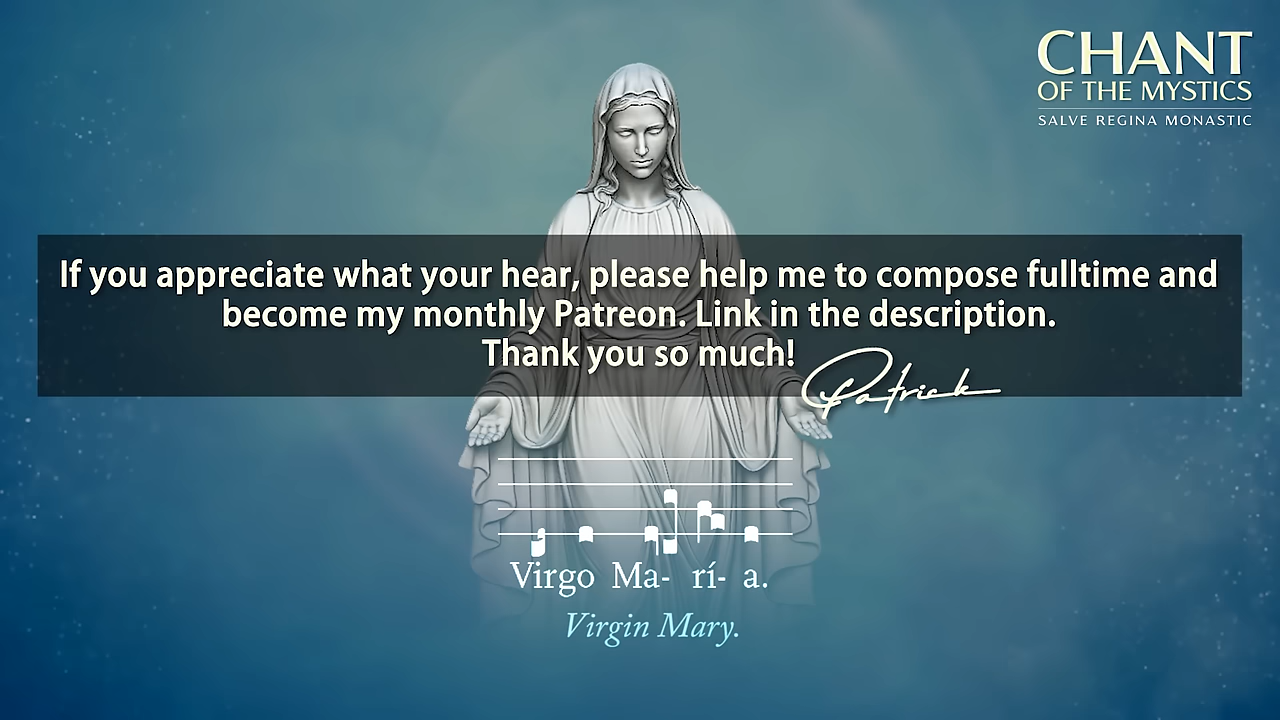 CHANT
OF THE MYSTICS
SALVE REGINA MONASTIC
If you appreciate what your hear, please help me to compose fulltime and
become my monthly Patreon. Link in the description.
Thank you so much!
Patrick
Virgo Ma- rí- a.
Virgin Mary.